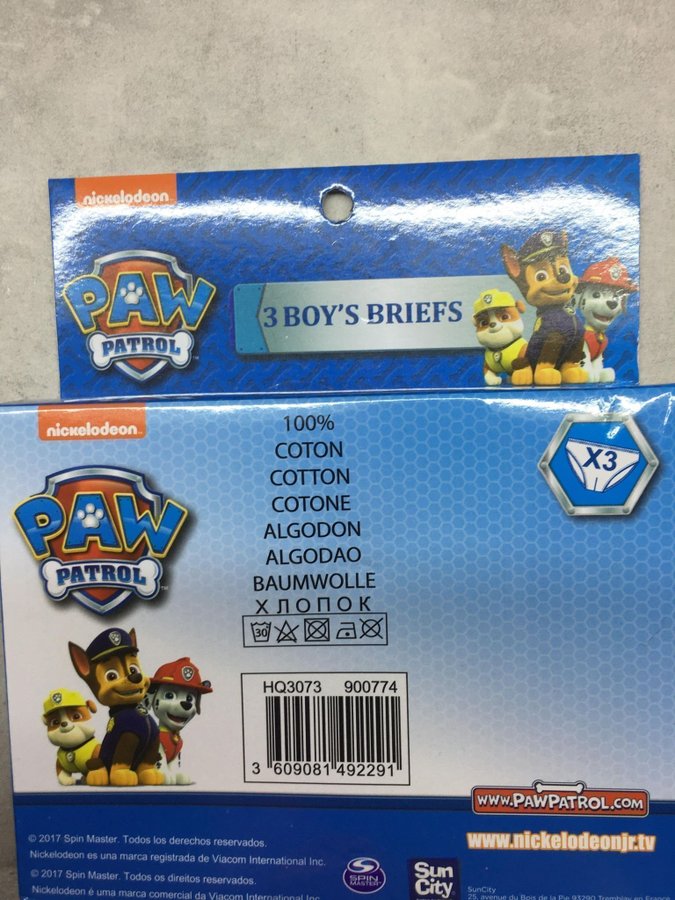 nickelodeon
PAW
PATROL
3 BOY'S BRIEFS
nickelodeon
PAW
PATROL
™
100%
COTON
COTTON
COTONE
ALGODON
ALGODAO
BAUMWOLLE
ХЛОПОК
30
X3
HQ3073 900774
3 609081 492291
www.PAWPATROL.COM
www.nickelodeonjr.tv
© 2017 Spin Master. Todos los derechos reservados.
Nickelodeon es una marca registrada de Viacom International Inc.
© 2017 Spin Master. Todos os direitos reservados.
Nickelodeon é uma marca comercial da Viacom International Inc
SPIN
MASTER
Sun
City
SunCity
25, avenue du Bois de la Pie 93290 Tremblay en France